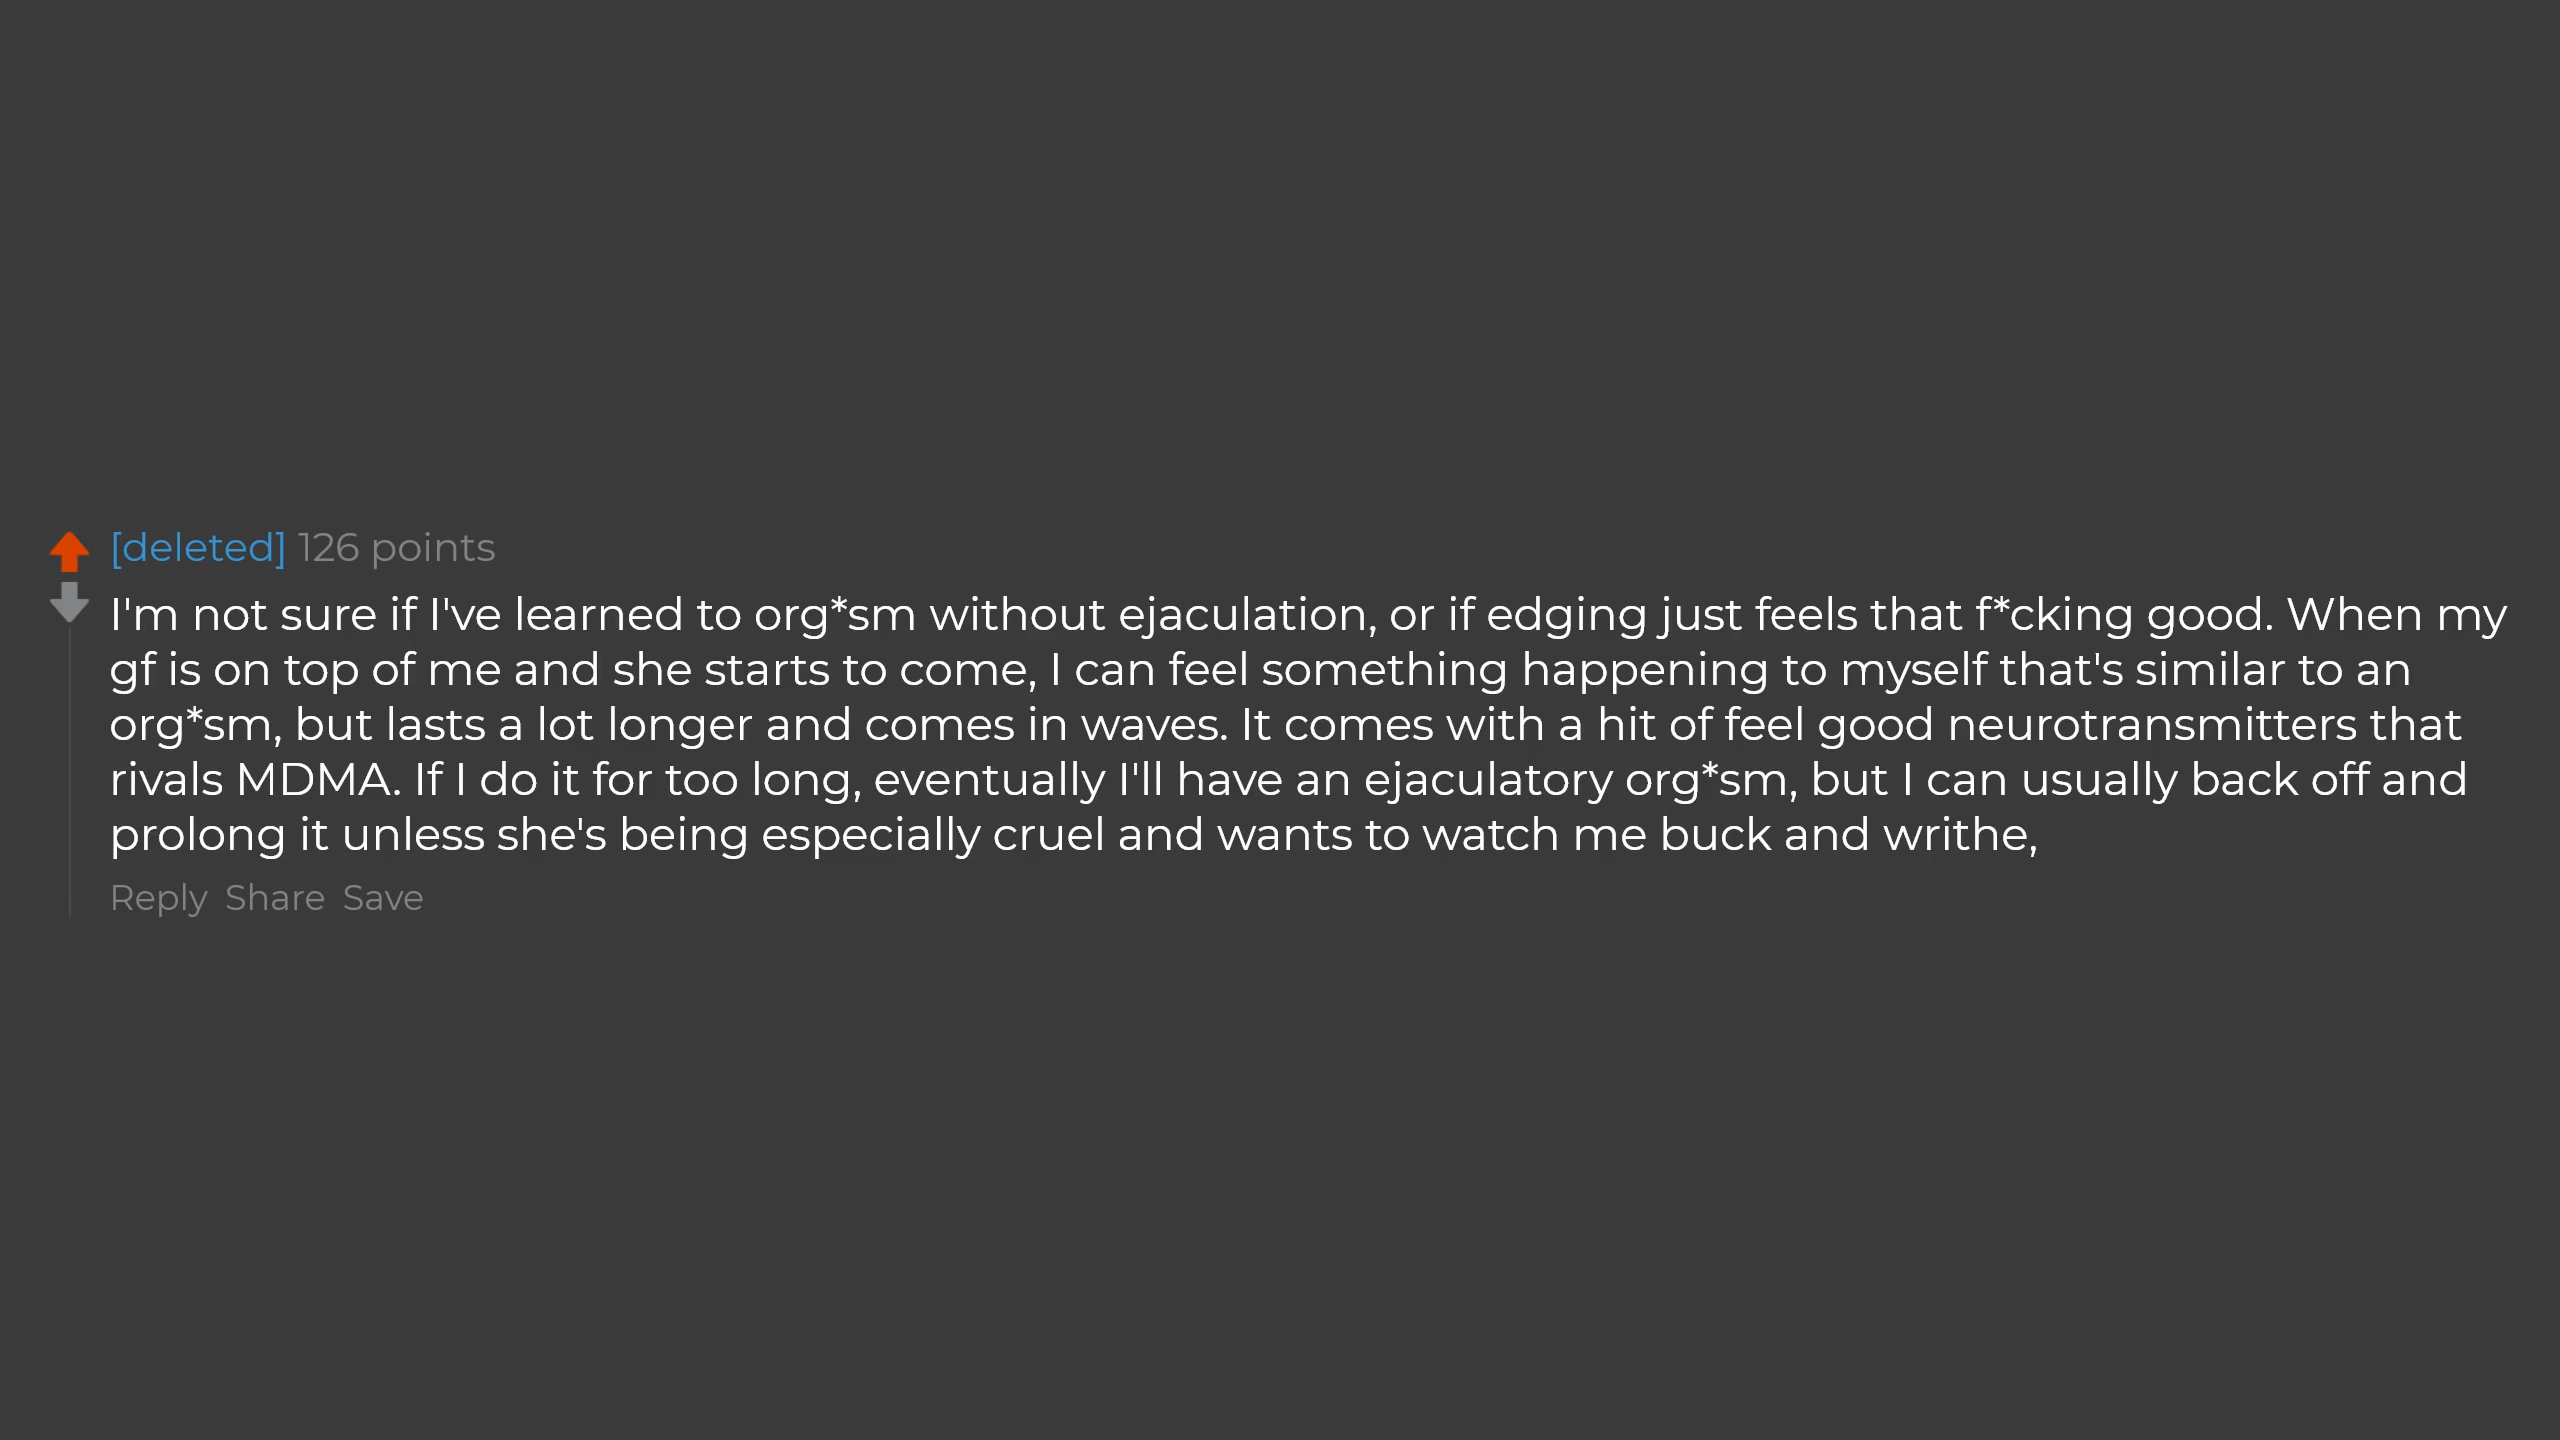 [deleted] 126 points
I'm not sure if I've learned to org*sm without ejaculation, or if edging just feels that f*cking good. When my
gf is on top of me and she starts to come, I can feel something happening to myself that's similar to an
org*sm, but lasts a lot longer and comes in waves. It comes with a hit of feel good neurotransmitters that
rivals MDMA. If I do it for too long, eventually I'll have an ejaculatory org*sm, but I can usually back off and
prolong it unless she's being especially cruel and wants to watch me buck and writhe,
Reply Share Save